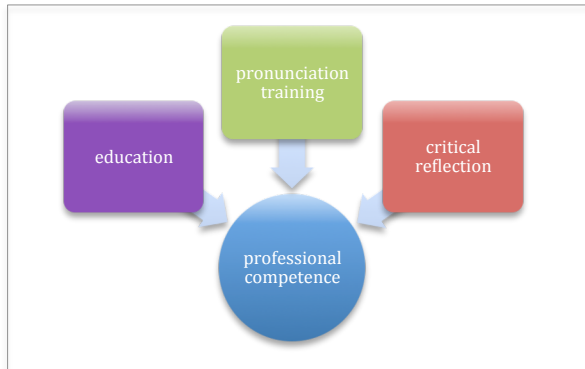 pronunciation
training
education
critical
reflection
professional
competence